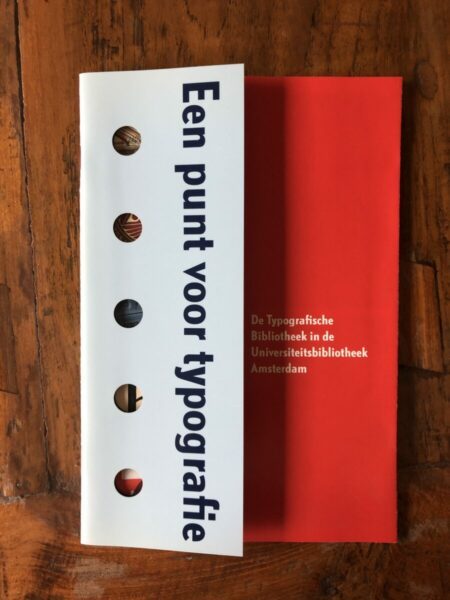 Een punt voor typografie
De Typografische
Bibliotheek in de
Universiteitsbibliotheek
Amsterdam